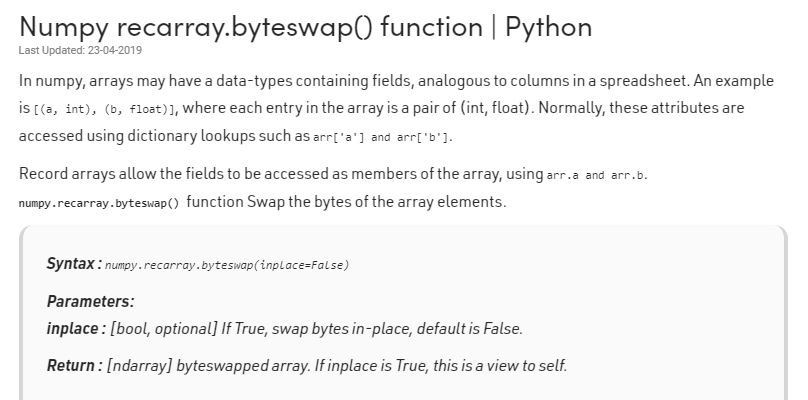 Numpy recarray.byteswap() function | Python
Last Updated: 23-04-2019
In numpy, arrays may have a data-types containing fields, analogous to columns in a spreadsheet. An example
is [(a, int), (b, float)], where each entry in the array is a pair of (int, float). Normally, these attributes are
accessed using dictionary lookups such as arr['a'] and arr['b'].
Record arrays allow the fields to be accessed as members of the array, using arr.a and arr.b.
numpy.recarray.byteswap() function Swap the bytes of the array elements.
Syntax : numpy.recarray.byteswap(inplace=False)
Parameters:
inplace : [bool, optional] If True, swap bytes in-place, default is False.
Return : [ndarray] byteswapped array. If inplace is True, this is a view to self.